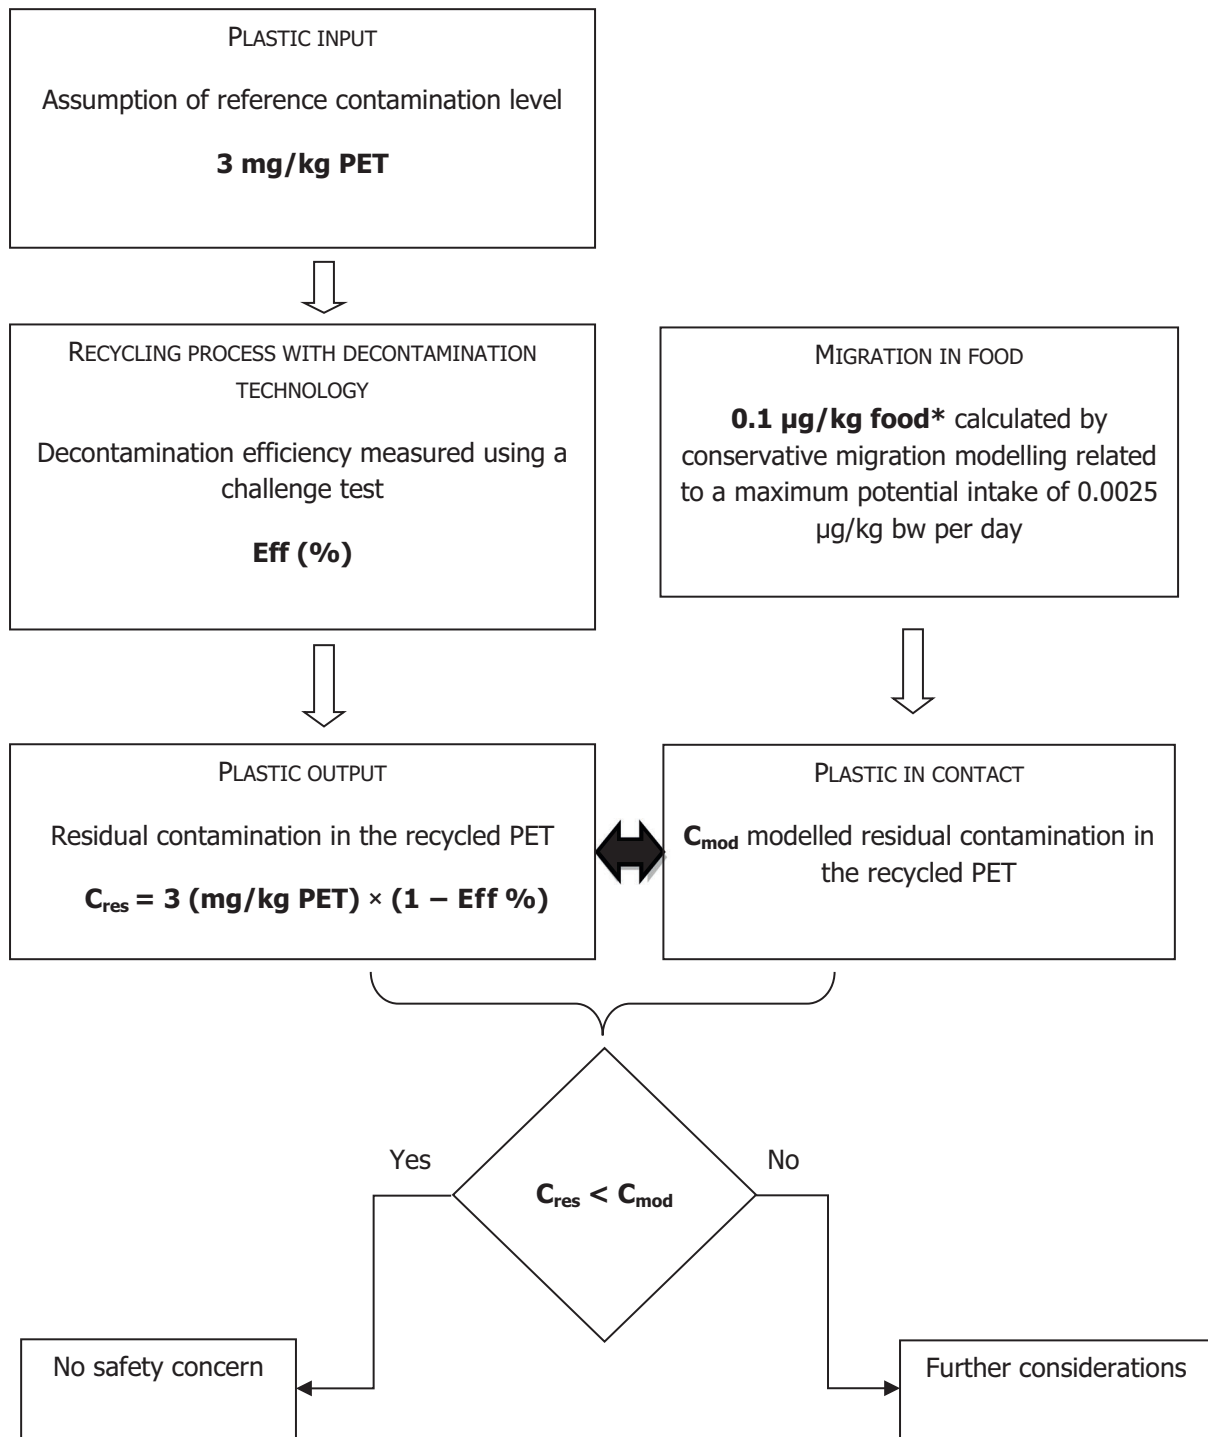 PLASTIC INPUT
Assumption of reference contamination level
3 mg/kg PET
RECYCLING PROCESS WITH DECONTAMINATION
TECHNOLOGY
Decontamination efficiency measured using a
challenge test
Eff (%)
MIGRATION IN FOOD
0.1 µg/kg food* calculated by
conservative migration modelling related
to a maximum potential intake of 0.0025
µg/kg bw per day
PLASTIC OUTPUT
Residual contamination in the recycled PET
Cres = 3 (mg/kg PET) × (1 − Eff %)
PLASTIC IN CONTACT
Cmod modelled residual contamination in
the recycled PET
Yes
No
Cres < Cmod
No safety concern
Further considerations